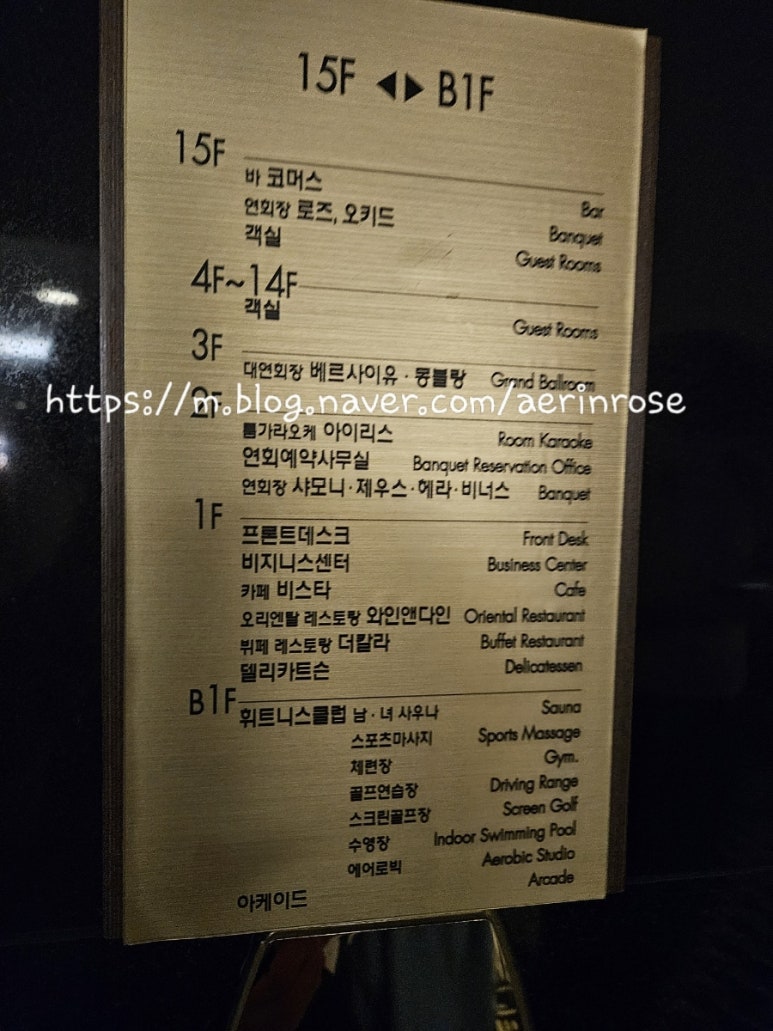 15F ◀▶ B1F
15F
바 코머스 Bar
연회장 로즈, 오키드 Banquet
객실 Guest Rooms
4F~14F
객실 Guest Rooms
3F
대연회장 베르사이유 · 몽블랑 Grand Ballroom
https://m.blog.naver.com/aerinrose
2F
룸가라오케 아이리스 Room Karaoke
연회예약사무실 Banquet Reservation Office
연회장 샤모니 · 제우스 · 헤라 · 비너스 Banquet
1F
프론트데스크 Front Desk
비지니스센터 Business Center
카페 비스타 Cafe
오리엔탈 레스토랑 와인앤다인 Oriental Restaurant
뷔페 레스토랑 더칼라 Buffet Restaurant
델리카트슨 Delicatessen
B1F
휘트니스클럽 남 · 녀 사우나 Sauna
스포츠마사지 Sports Massage
체련장 Gym.
골프연습장 Driving Range
스크린골프장 Screen Golf
수영장 Indoor Swimming Pool
에어로빅 Aerobic Studio
아케이드 Arcade